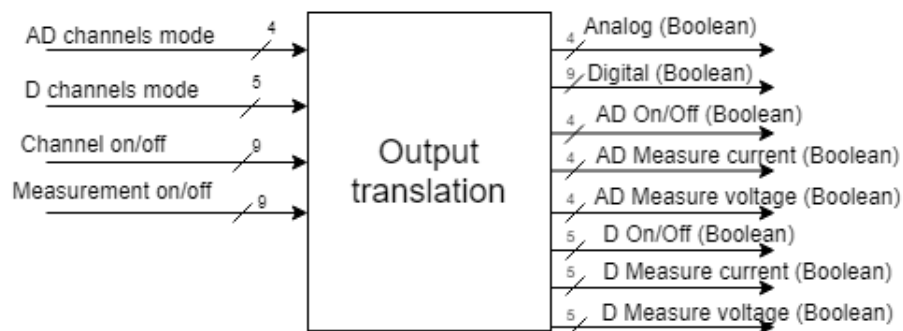 AD channels mode
4
D channels mode
5
Channel on/off
9
Measurement on/off
9
Output
translation
4
Analog (Boolean)
9
Digital (Boolean)
4
AD On/Off (Boolean)
4
AD Measure current (Boolean)
4
AD Measure voltage (Boolean)
5
D On/Off (Boolean)
5
D Measure current (Boolean)
5
D Measure voltage (Boolean)